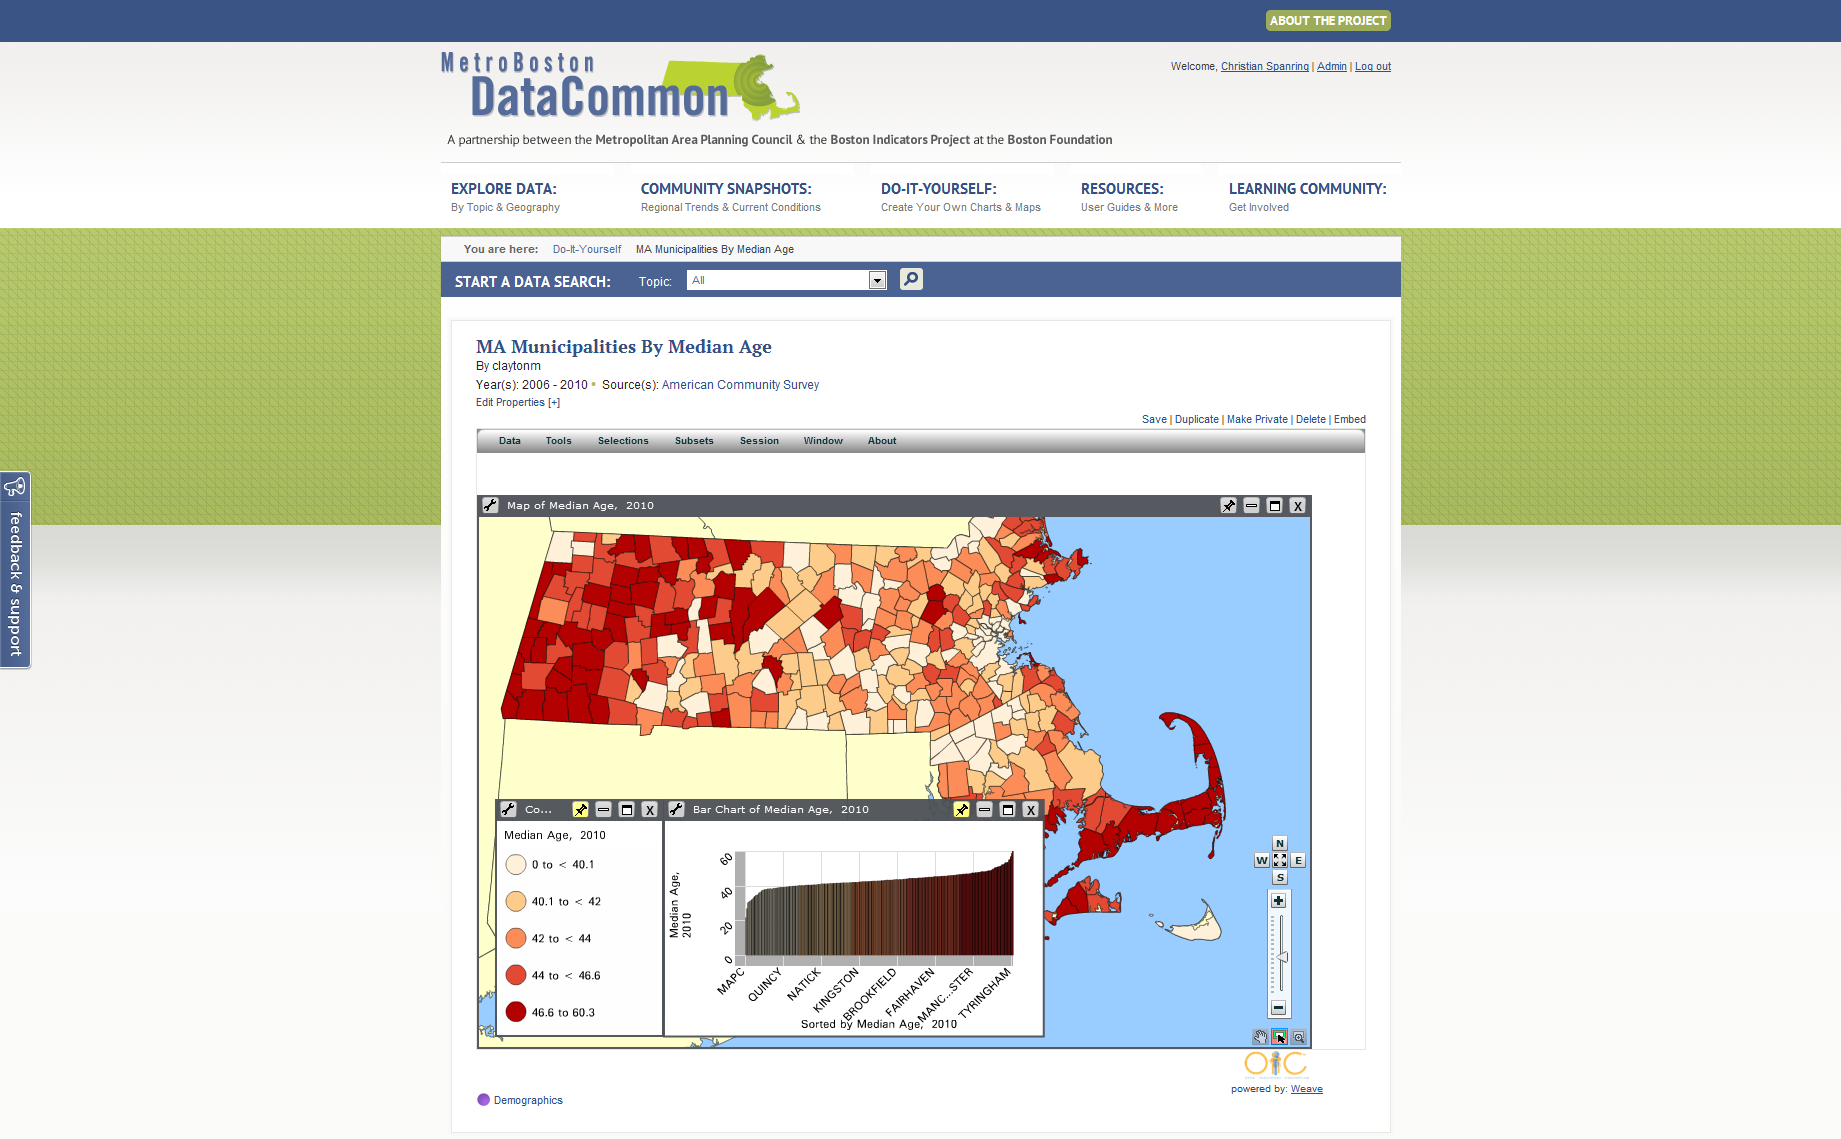 ABOUT THE PROJECT
MetroBoston
DataCommon
Welcome, Christian Spanring | Admin | Log out
A partnership between the Metropolitan Area Planning Council & the Boston Indicators Project at the Boston Foundation
EXPLORE DATA: COMMUNITY SNAPSHOTS: DO-IT-YOURSELF: RESOURCES: LEARNING COMMUNITY:
By Topic & Geography Regional Trends & Current Conditions Create Your Own Charts & Maps User Guides & More Get Involved
You are here: Do-It-Yourself MA Municipalities By Median Age
START A DATA SEARCH: Topic: All
MA Municipalities By Median Age
By claytonm
Year(s): 2006 - 2010 • Source(s): American Community Survey
Edit Properties [+]
Save | Duplicate | Make Private | Delete | Embed
Data Tools Selections Subsets Session Window About
feedback & support
Map of Median Age, 2010
X
Co...
X
Bar Chart of Median Age, 2010
X
Median Age, 2010
0 to < 40.1
40.1 to < 42
42 to < 44
44 to < 46.6
46.6 to 60.3
Median Age,
2010
60
40
20
0
MAPC
QUINCY
NATICK
KINGSTON
BROOKFIELD
FAIRHAVEN
MANC...STER
TYRINGHAM
Sorted by Median Age, 2010
N
W E
S
OIC
powered by: Weave
Demographics